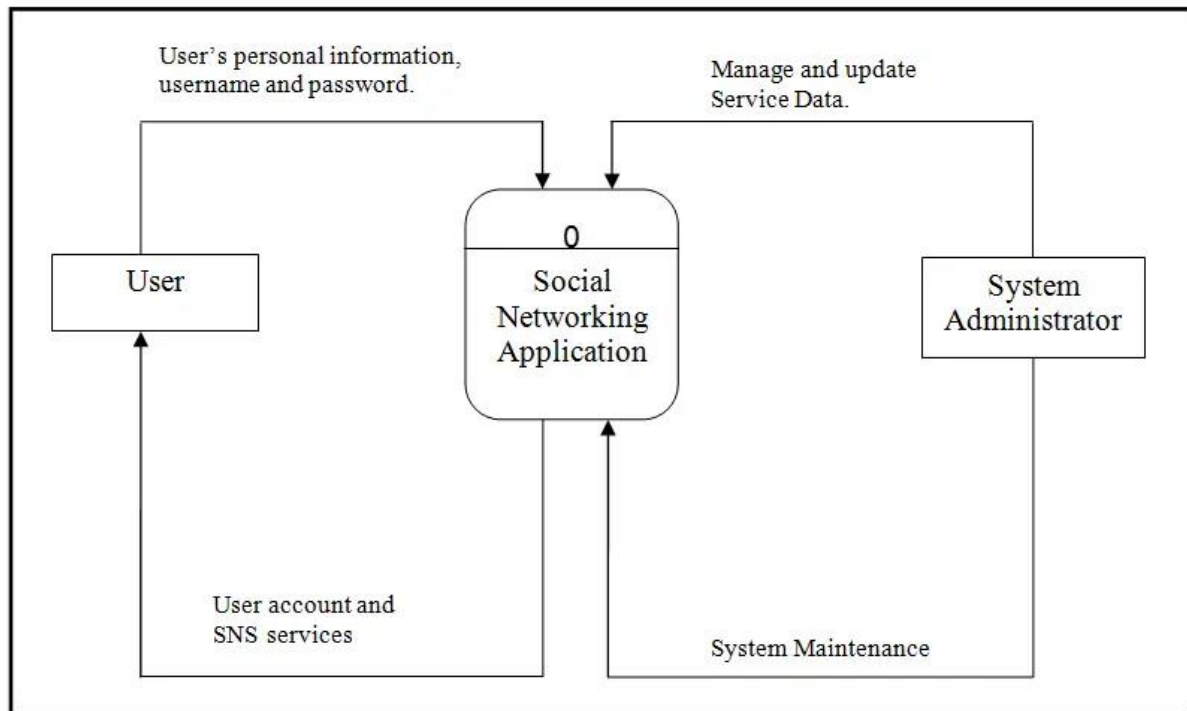 User’s personal information,
username and password.
Manage and update
Service Data.
0
User
Social
Networking
Application
System
Administrator
User account and
SNS services
System Maintenance